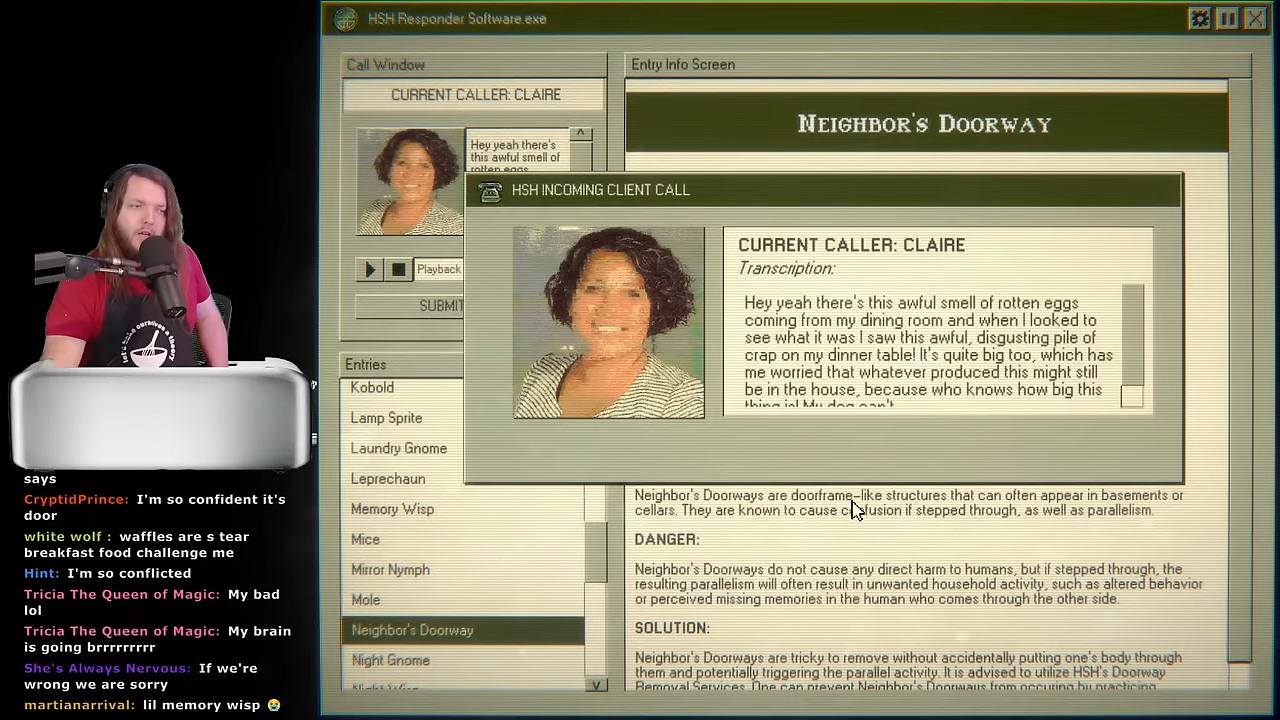 HSH Responder Software.exe
Call Window
CURRENT CALLER: CLAIRE
Hey yeah there's
this awful smell of
rotten eggs
Playback
SUBMIT
Entries
Kobold
Lamp Sprite
Laundry Gnome
Leprechaun
Memory Wisp
Mice
Mirror Nymph
Mole
Neighbor's Doorway
Night Gnome
Night Wisp
Entry Info Screen
NEIGHBOR'S DOORWAY
HSH INCOMING CLIENT CALL
CURRENT CALLER: CLAIRE
Transcription:
Hey yeah there's this awful smell of rotten eggs
coming from my dining room and when I looked to
see what it was I saw this awful, disgusting pile of
crap on my dinner table! It's quite big too, which has
me worried that whatever produced this might still
be in the house, because who knows how big this
thing is! My dog can't
Neighbor's Doorways are doorframe-like structures that can often appear in basements or
cellars. They are known to cause confusion if stepped through, as well as parallelism.
DANGER:
Neighbor's Doorways do not cause any direct harm to humans, but if stepped through, the
resulting parallelism will often result in unwanted household activity, such as altered behavior
or perceived missing memories in the human who comes through the other side.
SOLUTION:
Neighbor's Doorways are tricky to remove without accidentally putting one's body through
them and potentially triggering the parallel activity. It is advised to utilize HSH's Doorway
Removal Services. One can prevent Neighbor's Doorways from occuring by practicing
says
CryptidPrince: I'm so confident it's
door
white wolf : waffles are s tear
breakfast food challenge me
Hint: I'm so conflicted
Tricia The Queen of Magic: My bad
lol
Tricia The Queen of Magic: My brain
is going brrrrrrrrr
She's Always Nervous: If we're
wrong we are sorry
martianarrival: lil memory wisp 😭